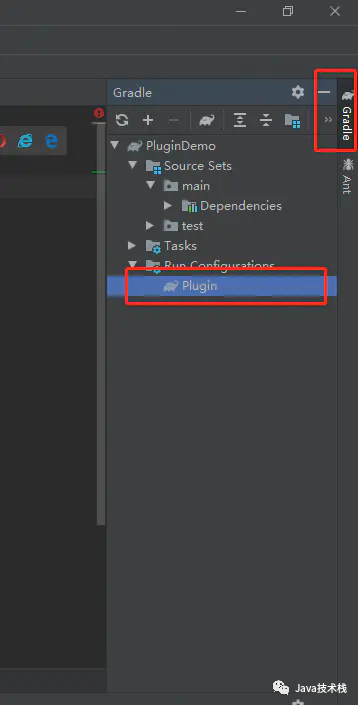 Gradle
Gradle
Ant
PluginDemo
Source Sets
main
Dependencies
test
Tasks
Run Configurations
Plugin
Java技术栈